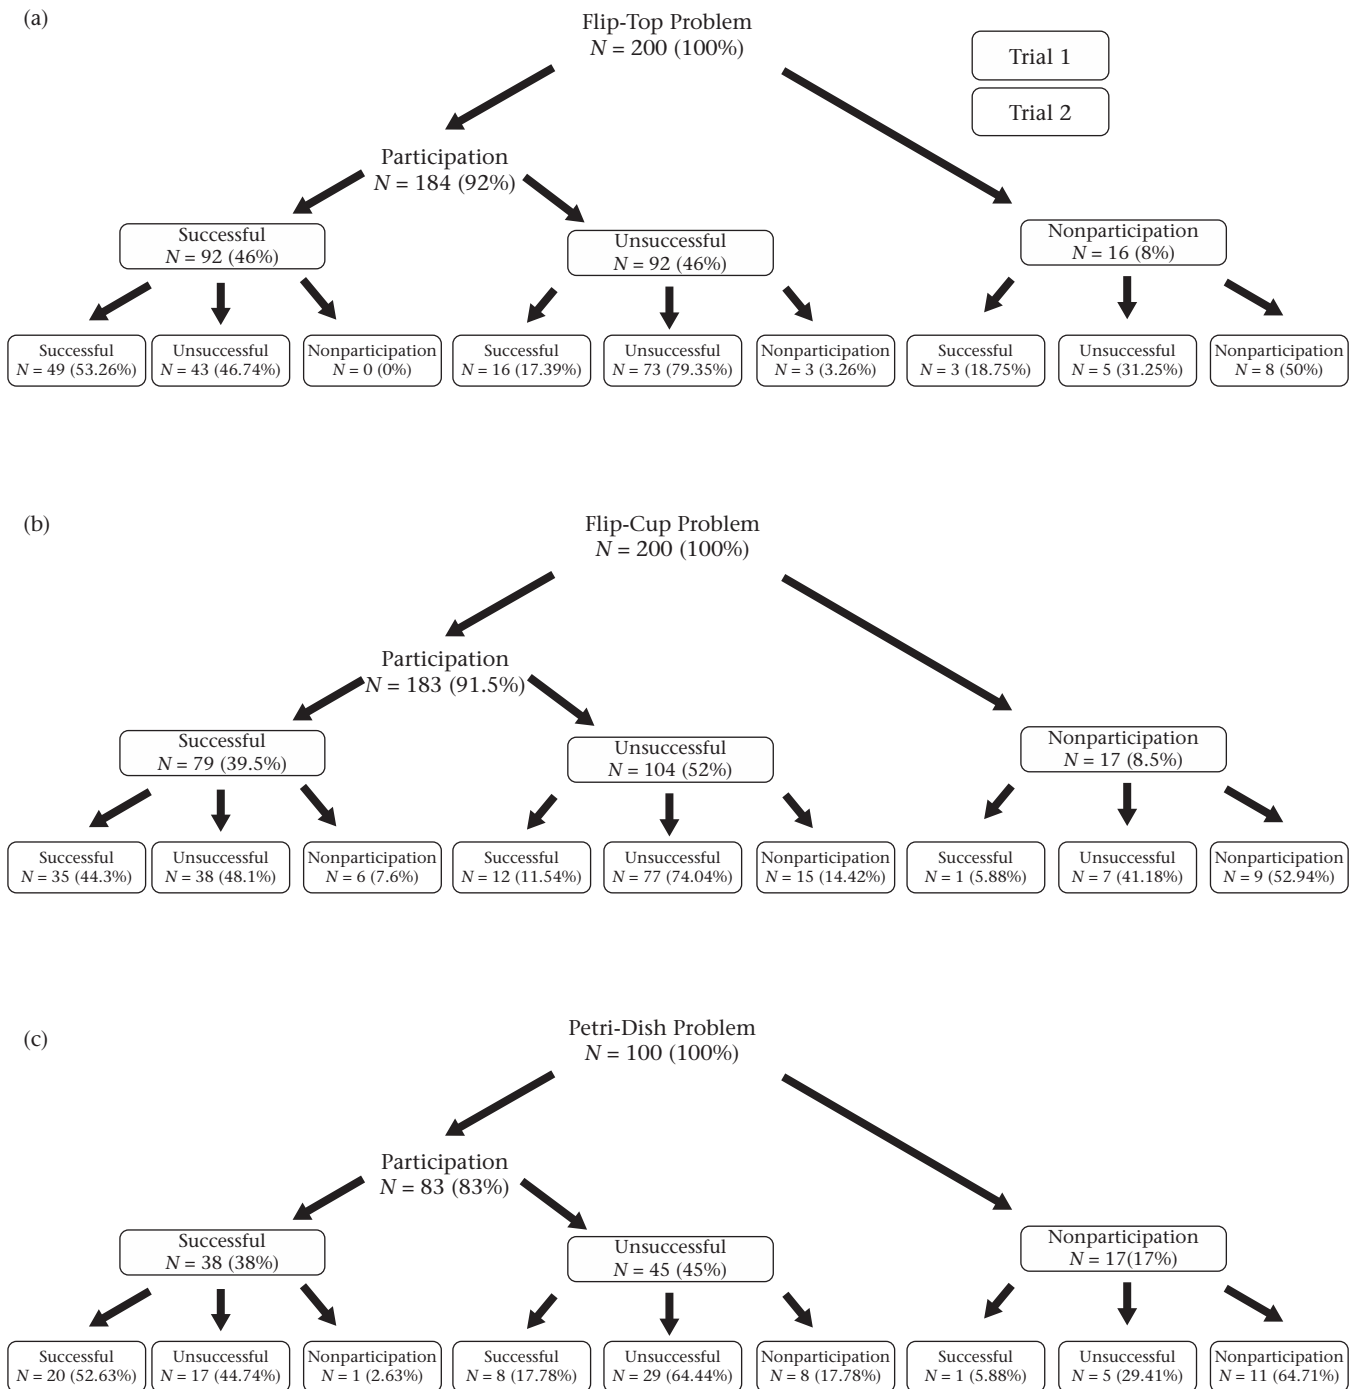 (a)
Flip-Top Problem
N = 200 (100%)
Trial 1
Trial 2
Participation
N = 184 (92%)
Successful
N = 92 (46%)
Unsuccessful
N = 92 (46%)
Nonparticipation
N = 16 (8%)
Successful
N = 49 (53.26%)
Unsuccessful
N = 43 (46.74%)
Nonparticipation
N = 0 (0%)
Successful
N = 16 (17.39%)
Unsuccessful
N = 73 (79.35%)
Nonparticipation
N = 3 (3.26%)
Successful
N = 3 (18.75%)
Unsuccessful
N = 5 (31.25%)
Nonparticipation
N = 8 (50%)
(b)
Flip-Cup Problem
N = 200 (100%)
Participation
N = 183 (91.5%)
Successful
N = 79 (39.5%)
Unsuccessful
N = 104 (52%)
Nonparticipation
N = 17 (8.5%)
Successful
N = 35 (44.3%)
Unsuccessful
N = 38 (48.1%)
Nonparticipation
N = 6 (7.6%)
Successful
N = 12 (11.54%)
Unsuccessful
N = 77 (74.04%)
Nonparticipation
N = 15 (14.42%)
Successful
N = 1 (5.88%)
Unsuccessful
N = 7 (41.18%)
Nonparticipation
N = 9 (52.94%)
(c)
Petri-Dish Problem
N = 100 (100%)
Participation
N = 83 (83%)
Successful
N = 38 (38%)
Unsuccessful
N = 45 (45%)
Nonparticipation
N = 17(17%)
Successful
N = 20 (52.63%)
Unsuccessful
N = 17 (44.74%)
Nonparticipation
N = 1 (2.63%)
Successful
N = 8 (17.78%)
Unsuccessful
N = 29 (64.44%)
Nonparticipation
N = 8 (17.78%)
Successful
N = 1 (5.88%)
Unsuccessful
N = 5 (29.41%)
Nonparticipation
N = 11 (64.71%)